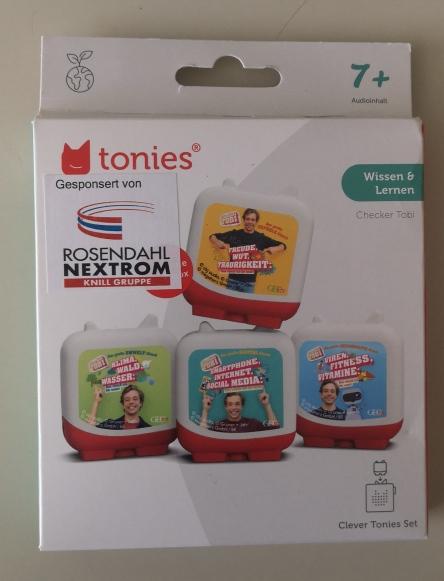 7+
Audioinhalt
tonies®
Wissen &
Lernen
Checker Tobi
Gesponsert von
ROSENDAHL
NEXTROM
KNILL GRUPPE
FREUDE,
WUT,
TRAURIGKEIT:
KLIMA,
WALD,
WASSER:
SMARTPHONE,
INTERNET,
SOCIAL MEDIA:
VIREN, FITNESS,
VITAMINE:
Clever Tonies Set